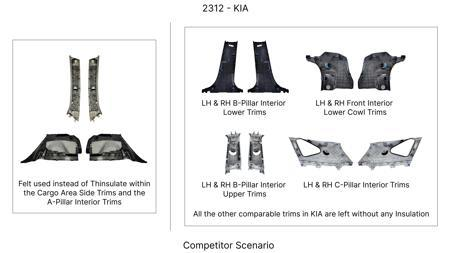 2312 - KIA
Felt used instead of Thinsulate within
the Cargo Area Side Trims and the
A-Pillar Interior Trims
LH & RH B-Pillar Interior
Lower Trims
LH & RH Front Interior
Lower Cowl Trims
LH & RH B-Pillar Interior
Upper Trims
LH & RH C-Pillar Interior Trims
All the other comparable trims in KIA are left without any Insulation
Competitor Scenario